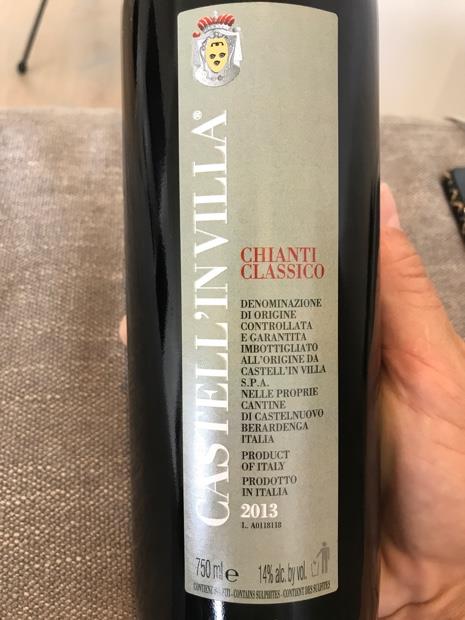 CASTELL'IN VILLA®
CHIANTI
CLASSICO
DENOMINAZIONE
DI ORIGINE
CONTROLLATA
E GARANTITA
IMBOTTIGLIATO
ALL'ORIGINE DA
CASTELL'IN VILLA
S.P.A.
NELLE PROPRIE
CANTINE
DI CASTELNUOVO
BERARDENGA
ITALIA
PRODUCT
OF ITALY
PRODOTTO
IN ITALIA
2013
L. A0118118
750 ml e 14% alc. by vol.
CONTIENE SOLFITI - CONTAINS SULPHITES - CONTIENT DES SULFITES